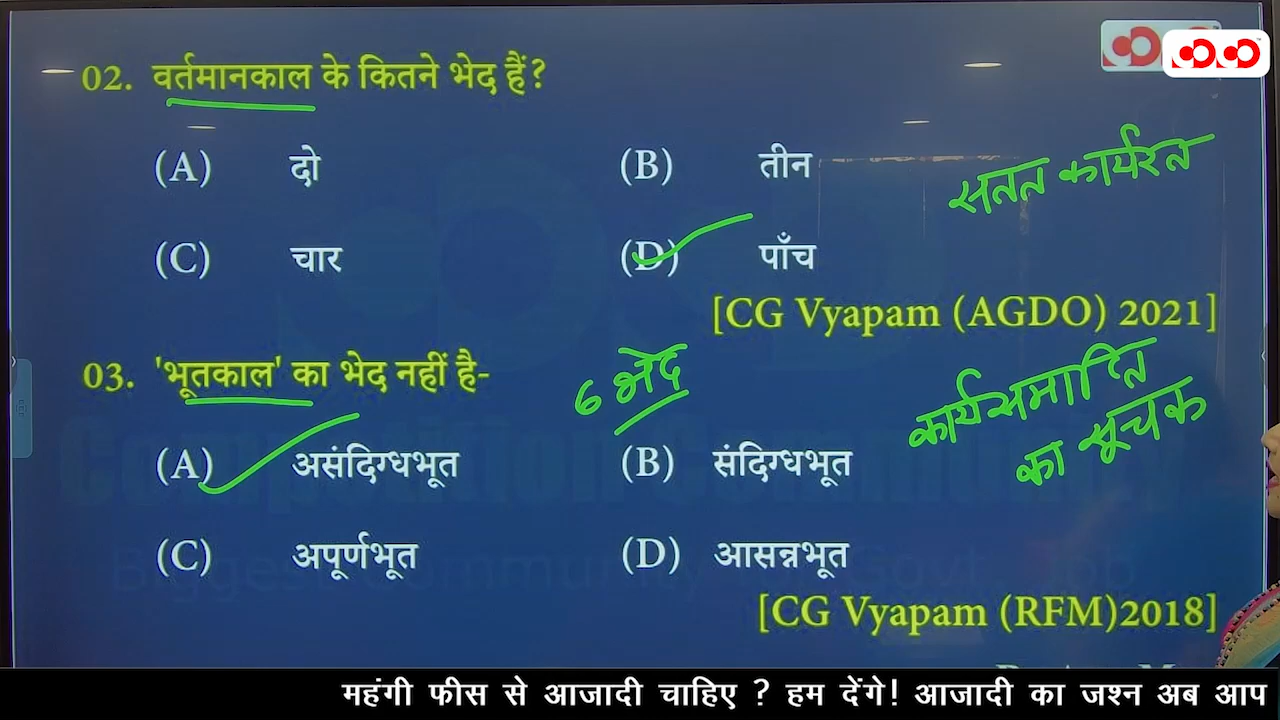 02. वर्तमानकाल के कितने भेद हैं?
(A) दो
(B) तीन
सतत कार्यरत
(C) चार
(D) पाँच
[CG Vyapam (AGDO) 2021]
03. 'भूतकाल' का भेद नहीं है-
6 भेद
कार्यसमाप्ति
का सूचक
(A) असंदिग्धभूत
(B) संदिग्धभूत
(C) अपूर्णभूत
(D) आसन्नभूत
[CG Vyapam (RFM)2018]
महंगी फीस से आजादी चाहिए ? हम देंगे! आजादी का जश्न अब आप